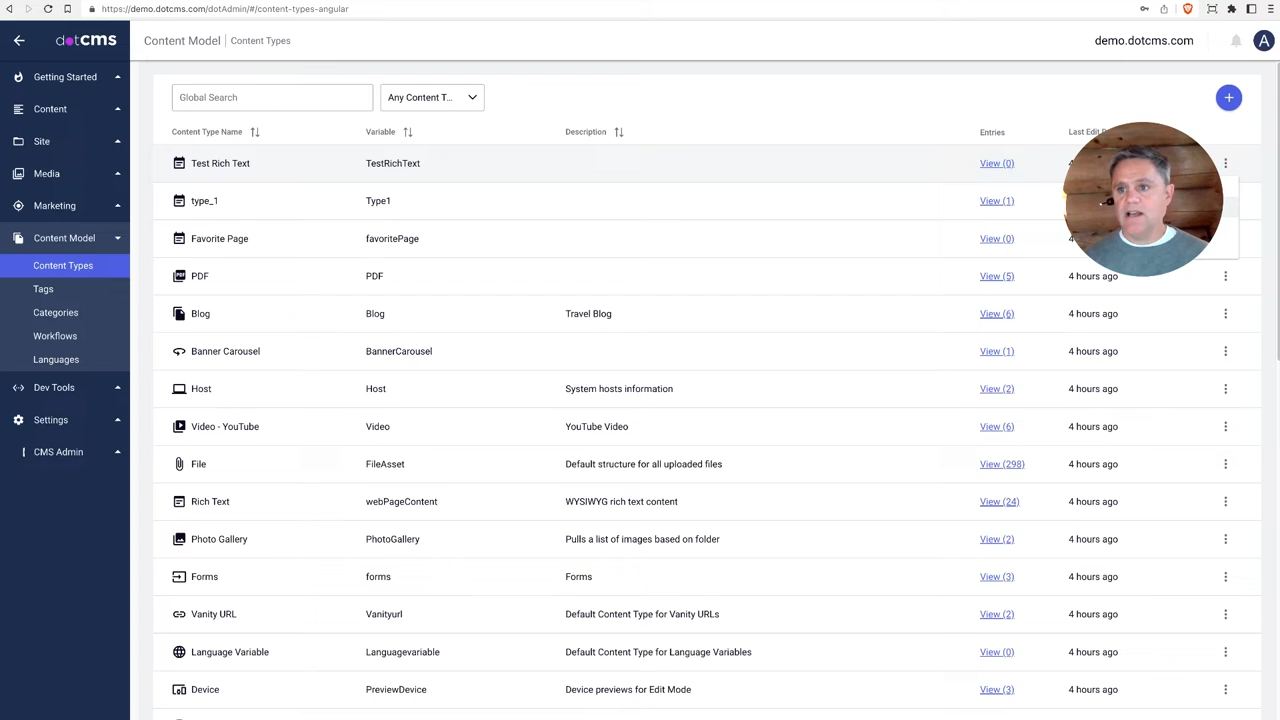 demo.dotcms.com/dotAdmin/#/content-types-angular
dotCMS
Content Model | Content Types
demo.dotcms.com
A
Getting Started
Content
Site
Media
Marketing
Content Model
Content Types
Tags
Categories
Workflows
Languages
Dev Tools
Settings
CMS Admin
Global Search
Any Content T...
Content Type Name Variable Description Entries Last Edit
Test Rich Text TestRichText View (0) 4
type_1 Type1 View (1)
Favorite Page favoritePage View (0)
PDF PDF View (5) 4 hours ago
Blog Blog Travel Blog View (6) 4 hours ago
Banner Carousel BannerCarousel View (1) 4 hours ago
Host Host System hosts information View (2) 4 hours ago
Video - YouTube Video YouTube Video View (6) 4 hours ago
File FileAsset Default structure for all uploaded files View (298) 4 hours ago
Rich Text webPageContent WYSIWYG rich text content View (24) 4 hours ago
Photo Gallery PhotoGallery Pulls a list of images based on folder View (2) 4 hours ago
Forms forms Forms View (3) 4 hours ago
Vanity URL Vanityurl Default Content Type for Vanity URLs View (2) 4 hours ago
Language Variable Languagevariable Default Content Type for Language Variables View (0) 4 hours ago
Device PreviewDevice Device previews for Edit Mode View (3) 4 hours ago